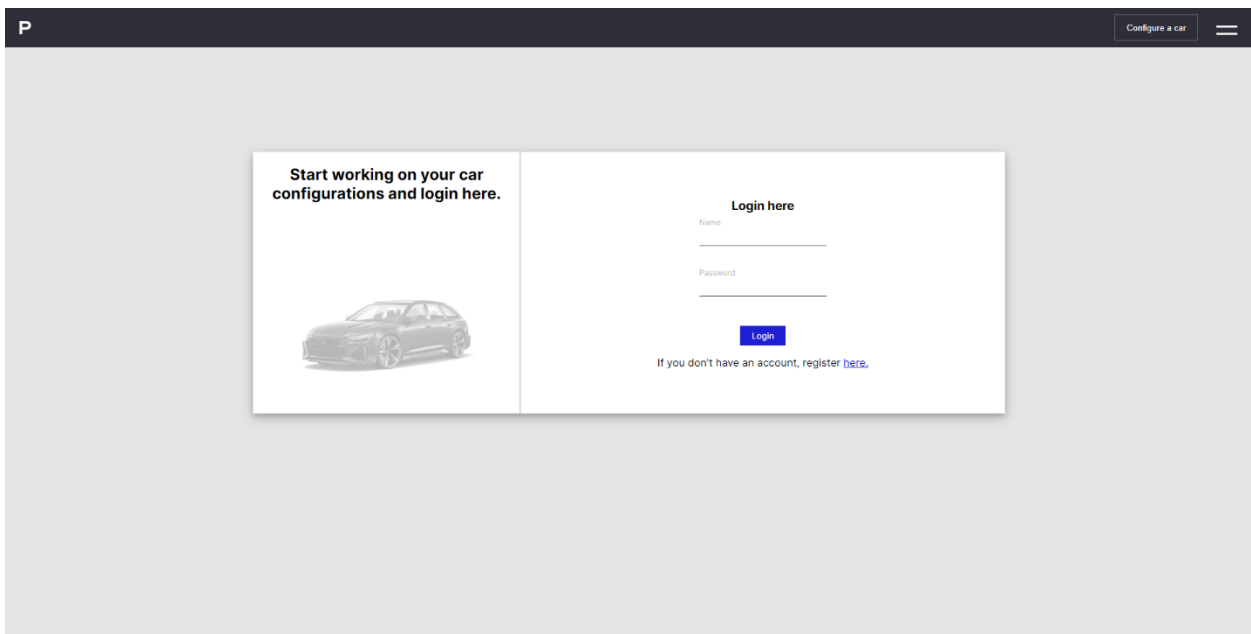 P
Configure a car
Start working on your car
configurations and login here.
Login here
Name
Password
Login
If you don't have an account, register here.